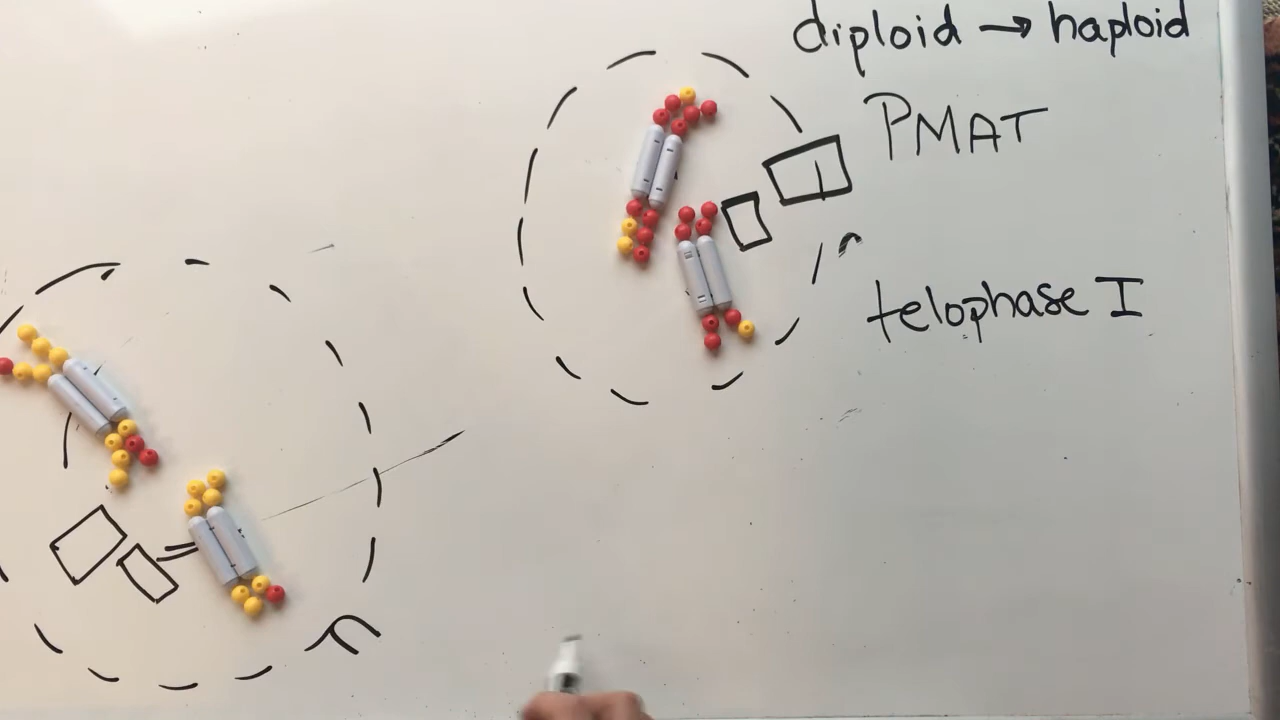 diploid → haploid
PMAT
telophase I
n